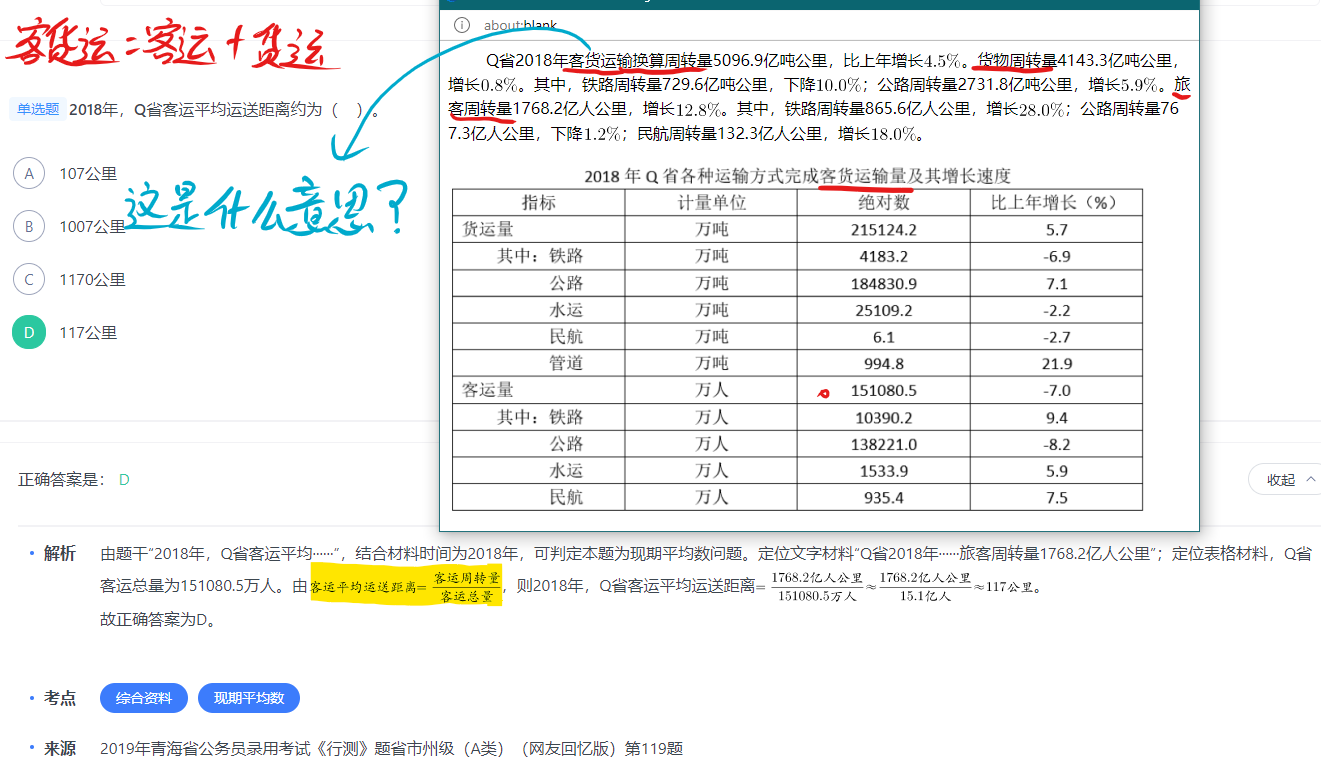 客货运=客运+货运
单选题 2018年，Q省客运平均运送距离约为（ ）。
A 107公里
B 1007公里
C 1170公里
D 117公里
这是什么意思？
about:blank
Q省2018年客货运输换算周转量5096.9亿吨公里，比上年增长4.5%。货物周转量4143.3亿吨公里，
增长0.8%。其中，铁路周转量729.6亿吨公里，下降10.0%；公路周转量2731.8亿吨公里，增长5.9%。旅
客周转量1768.2亿人公里，增长12.8%。其中，铁路周转量865.6亿人公里，增长28.0%；公路周转量76
7.3亿人公里，下降1.2%；民航周转量132.3亿人公里，增长18.0%。
2018 年 Q 省各种运输方式完成客货运输量及其增长速度
指标 计量单位 绝对数 比上年增长（%）
货运量 万吨 215124.2 5.7
其中：铁路 万吨 4183.2 -6.9
公路 万吨 184830.9 7.1
水运 万吨 25109.2 -2.2
民航 万吨 6.1 -2.7
管道 万吨 994.8 21.9
客运量 万人 151080.5 -7.0
其中：铁路 万人 10390.2 9.4
公路 万人 138221.0 -8.2
水运 万人 1533.9 5.9
民航 万人 935.4 7.5
正确答案是： D
收起
解析 由题干“2018年，Q省客运平均……”，结合材料时间为2018年，可判定本题为现期平均数问题。定位文字材料“Q省2018年……旅客周转量1768.2亿人公里”；定位表格材料，Q省
客运总量为151080.5万人。由客运平均运送距离=客运周转量/客运总量，则2018年，Q省客运平均运送距离=1768.2亿人公里/151080.5万人≈1768.2亿人公里/15.1亿人≈117公里。
故正确答案为D。
考点 综合资料 现期平均数
来源 2019年青海省公务员录用考试《行测》题省市州级（A类）（网友回忆版）第119题